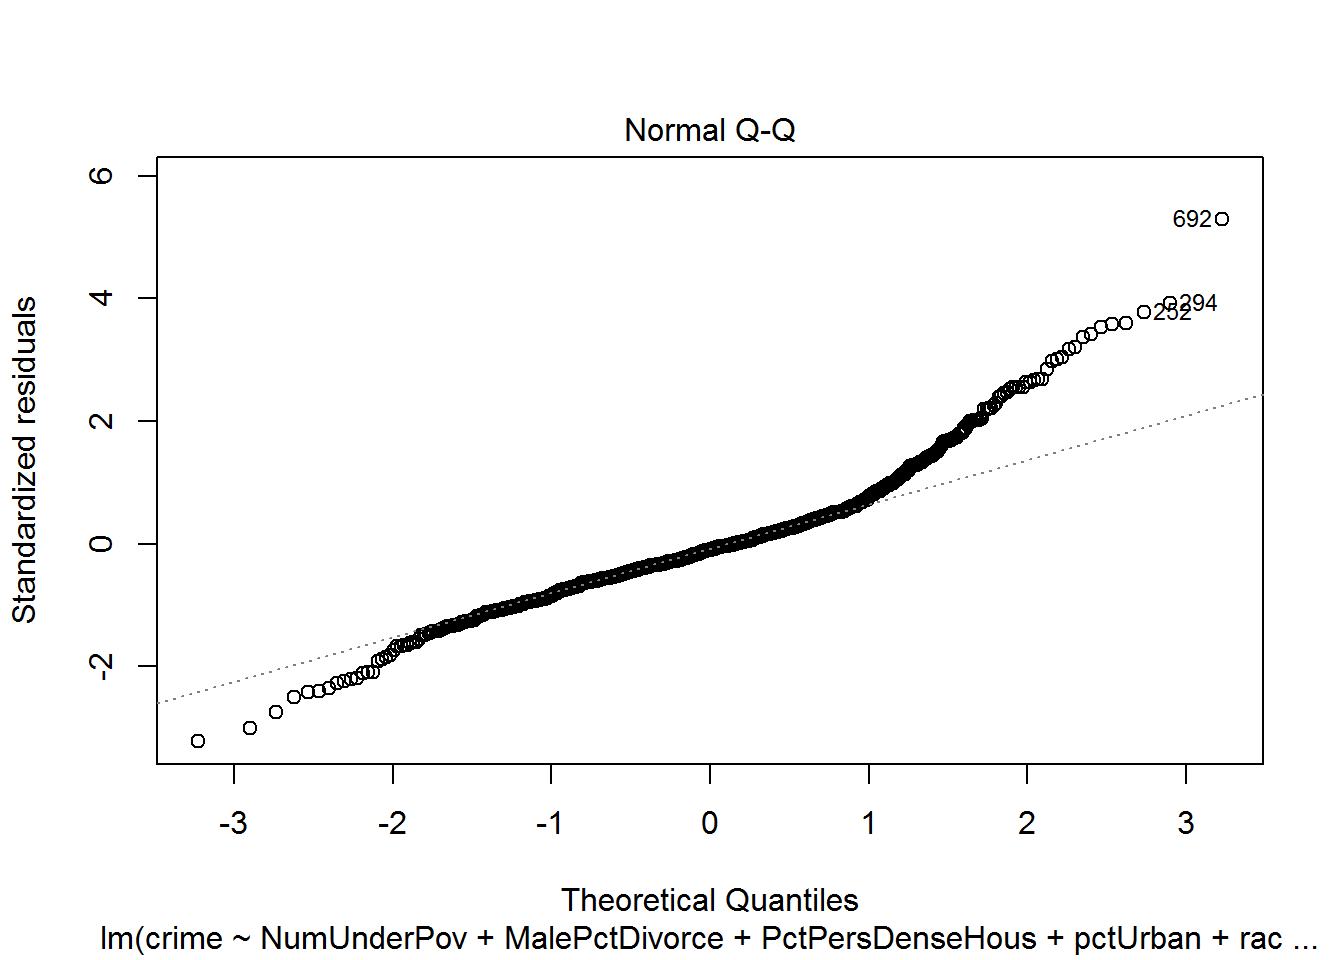 Normal Q-Q
6
4
2
0
-2
692
294
252
Standardized residuals
-3 -2 -1 0 1 2 3
Theoretical Quantiles
lm(crime ~ NumUnderPov + MalePctDivorce + PctPersDenseHous + pctUrban + rac ...